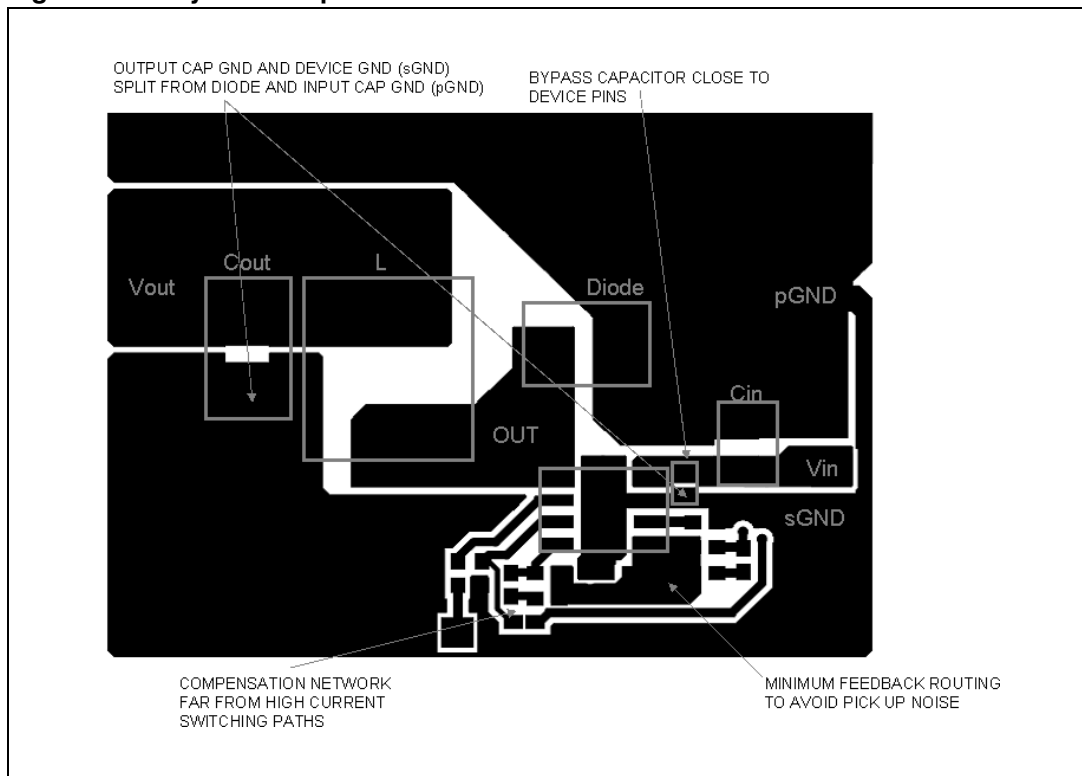 OUTPUT CAP GND AND DEVICE GND (sGND)
SPLIT FROM DIODE AND INPUT CAP GND (pGND)
BYPASS CAPACITOR CLOSE TO
DEVICE PINS
Cout
L
Vout
Diode
pGND
Cin
OUT
Vin
sGND
COMPENSATION NETWORK
FAR FROM HIGH CURRENT
SWITCHING PATHS
MINIMUM FEEDBACK ROUTING
TO AVOID PICK UP NOISE